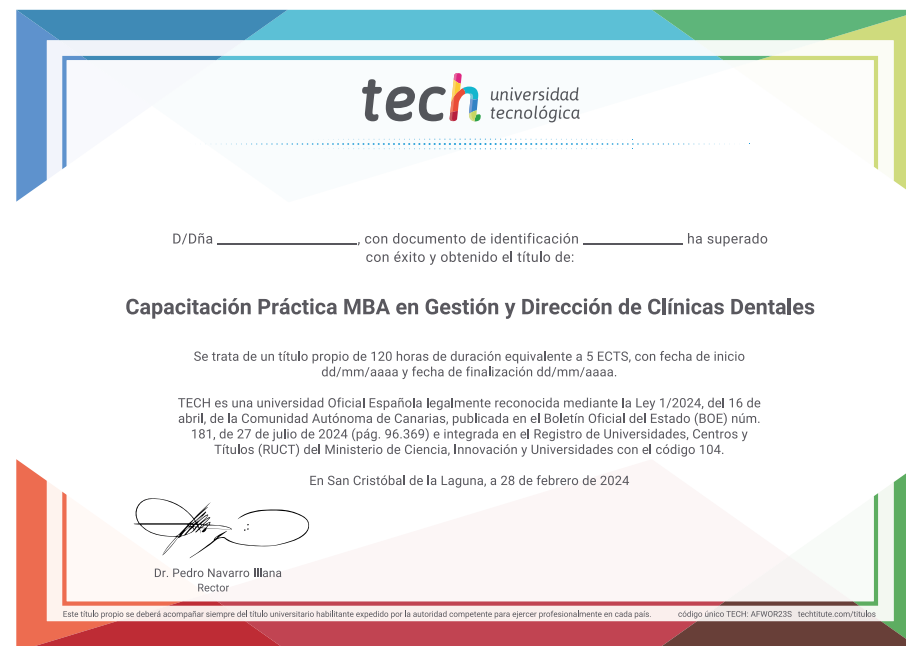 tech universidad
tecnológica
D/Dña ____________, con documento de identificación ____________ ha superado
con éxito y obtenido el título de:
Capacitación Práctica MBA en Gestión y Dirección de Clínicas Dentales
Se trata de un título propio de 120 horas de duración equivalente a 5 ECTS, con fecha de inicio
dd/mm/aaaa y fecha de finalización dd/mm/aaaa.
TECH es una universidad Oficial Española legalmente reconocida mediante la Ley 1/2024, del 16 de
abril, de la Comunidad Autónoma de Canarias, publicada en el Boletín Oficial del Estado (BOE) núm.
181, de 27 de julio de 2024 (pág. 96.369) e integrada en el Registro de Universidades, Centros y
Títulos (RUCT) del Ministerio de Ciencia, Innovación y Universidades con el código 104.
En San Cristóbal de la Laguna, a 28 de febrero de 2024
Dr. Pedro Navarro Illana
Rector
Este título propio se deberá acompañar siempre del título universitario habilitante expedido por la autoridad competente para ejercer profesionalmente en cada país. código único TECH: AFWOR23S techtitute.com/titulos